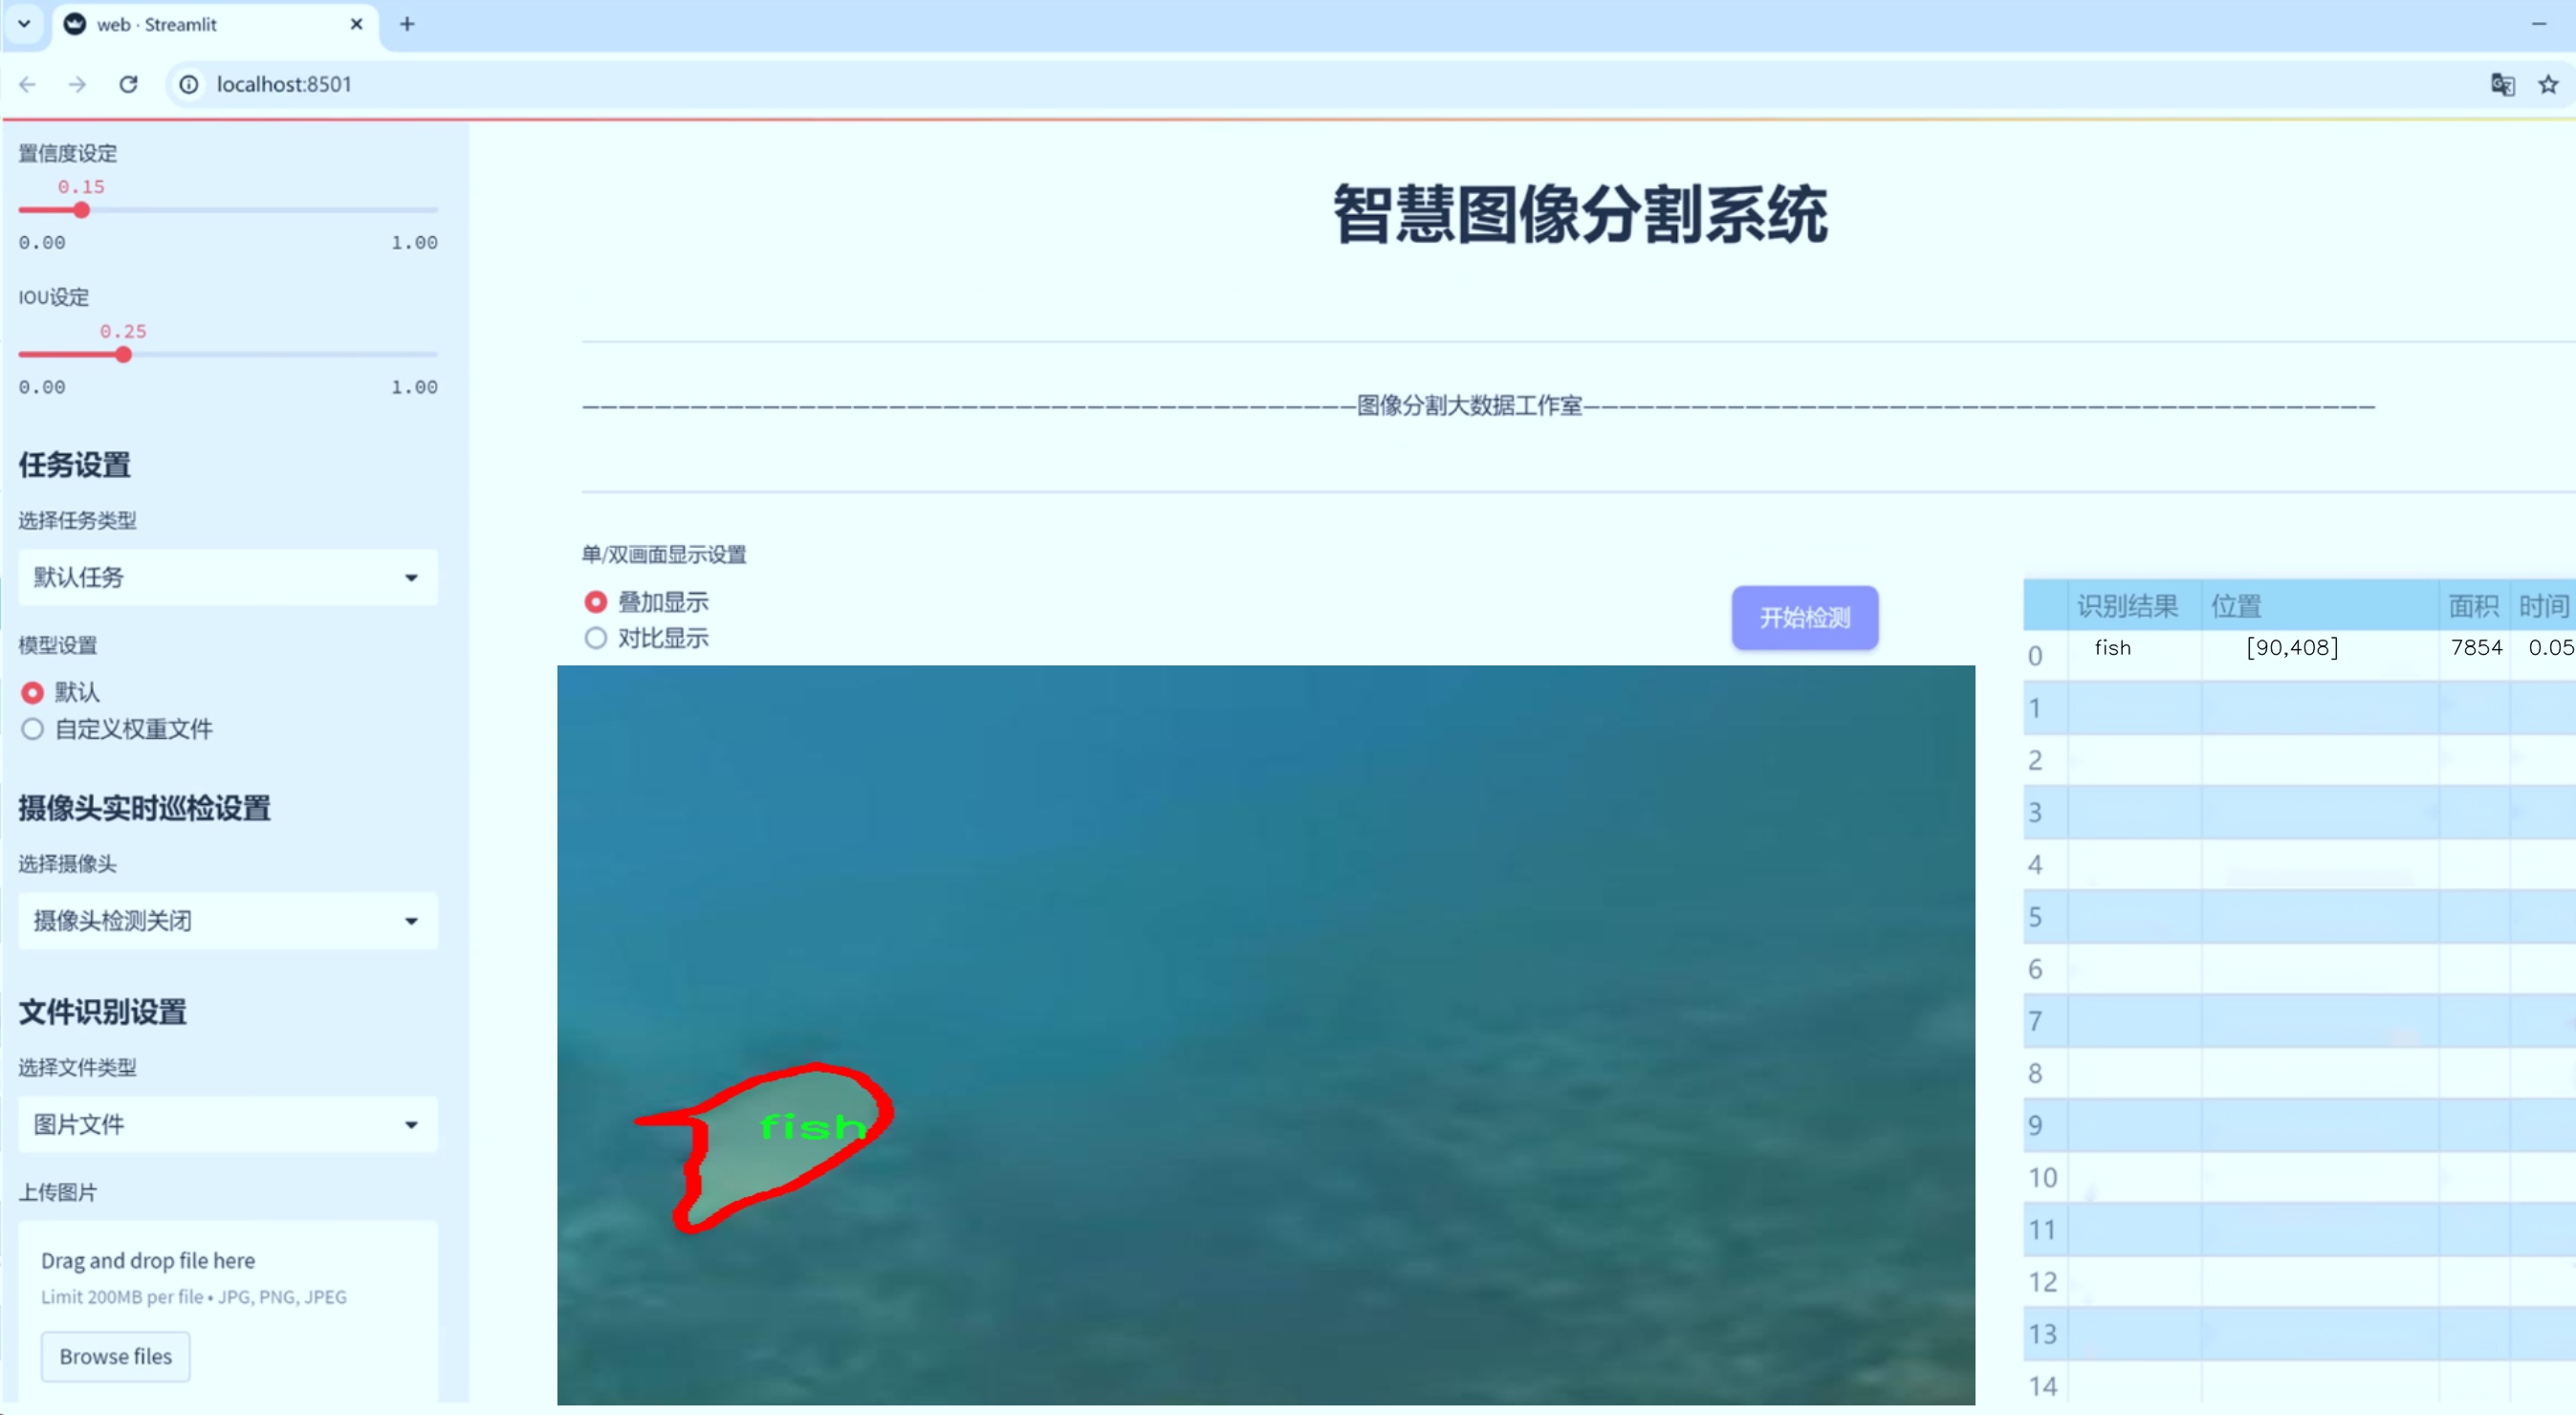 web · Streamlit
localhost:8501
置信度设定
0.15
0.00 1.00
IOU设定
0.25
0.00 1.00
任务设置
选择任务类型
默认任务
模型设置
默认
自定义权重文件
摄像头实时巡检设置
选择摄像头
摄像头检测关闭
文件识别设置
选择文件类型
图片文件
上传图片
Drag and drop file here
Limit 200MB per file • JPG, PNG, JPEG
Browse files
智慧图像分割系统
图像分割大数据工作室
单/双画面显示设置
叠加显示
对比显示
开始检测
fish
识别结果 位置 面积 时间
0 fish [90,408] 7854 0.05
1
2
3
4
5
6
7
8
9
10
11
12
13
14